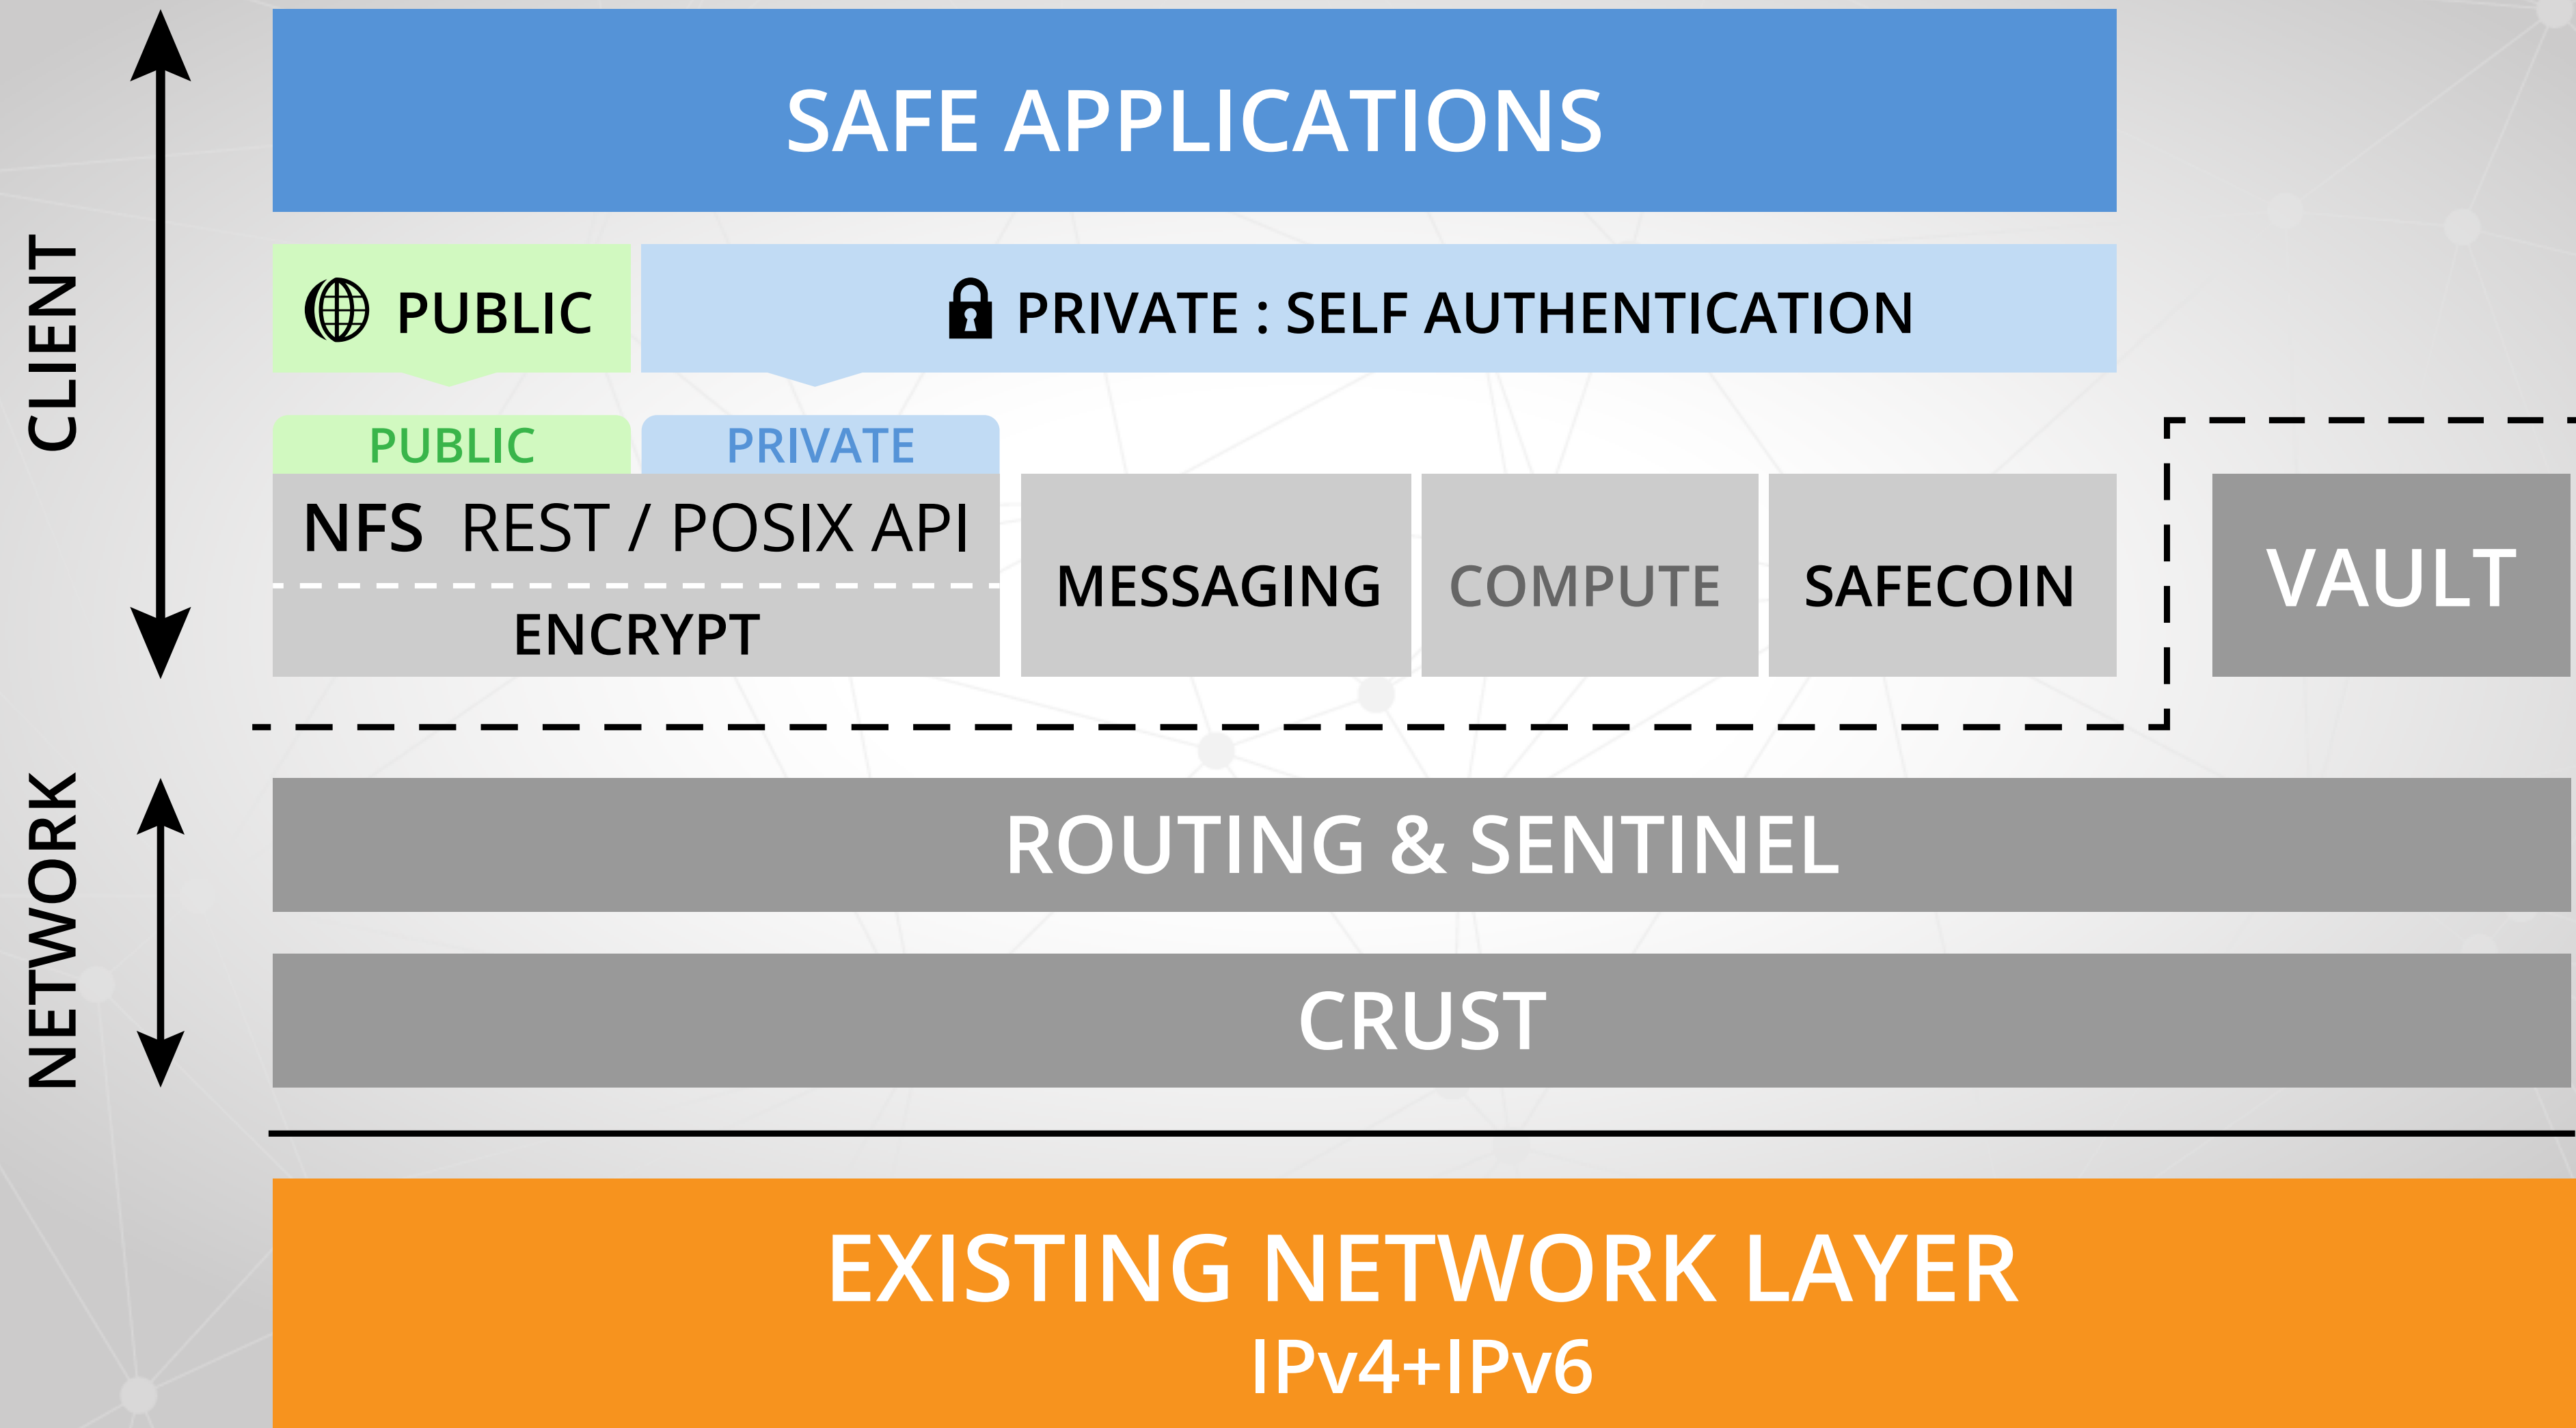 SAFE APPLICATIONS
CLIENT
PUBLIC
PRIVATE : SELF AUTHENTICATION
PUBLIC
PRIVATE
NFS REST / POSIX API
ENCRYPT
MESSAGING
COMPUTE
SAFECOIN
VAULT
NETWORK
ROUTING & SENTINEL
CRUST
EXISTING NETWORK LAYER
IPv4+IPv6